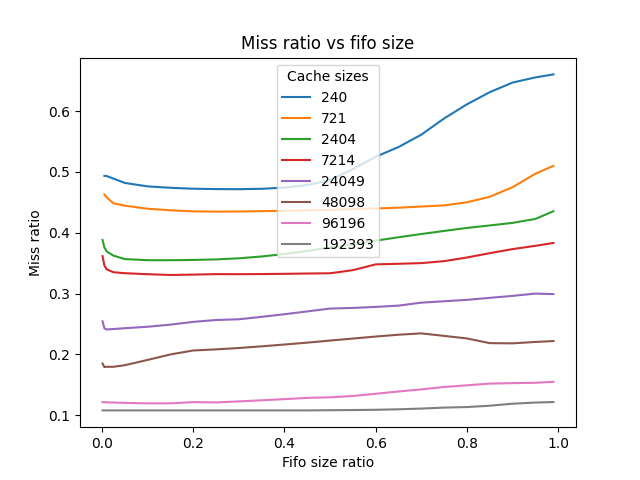 Miss ratio vs fifo size
Cache sizes
240
721
2404
7214
24049
48098
96196
192393
Miss ratio
0.6
0.5
0.4
0.3
0.2
0.1
0.0 0.2 0.4 0.6 0.8 1.0
Fifo size ratio